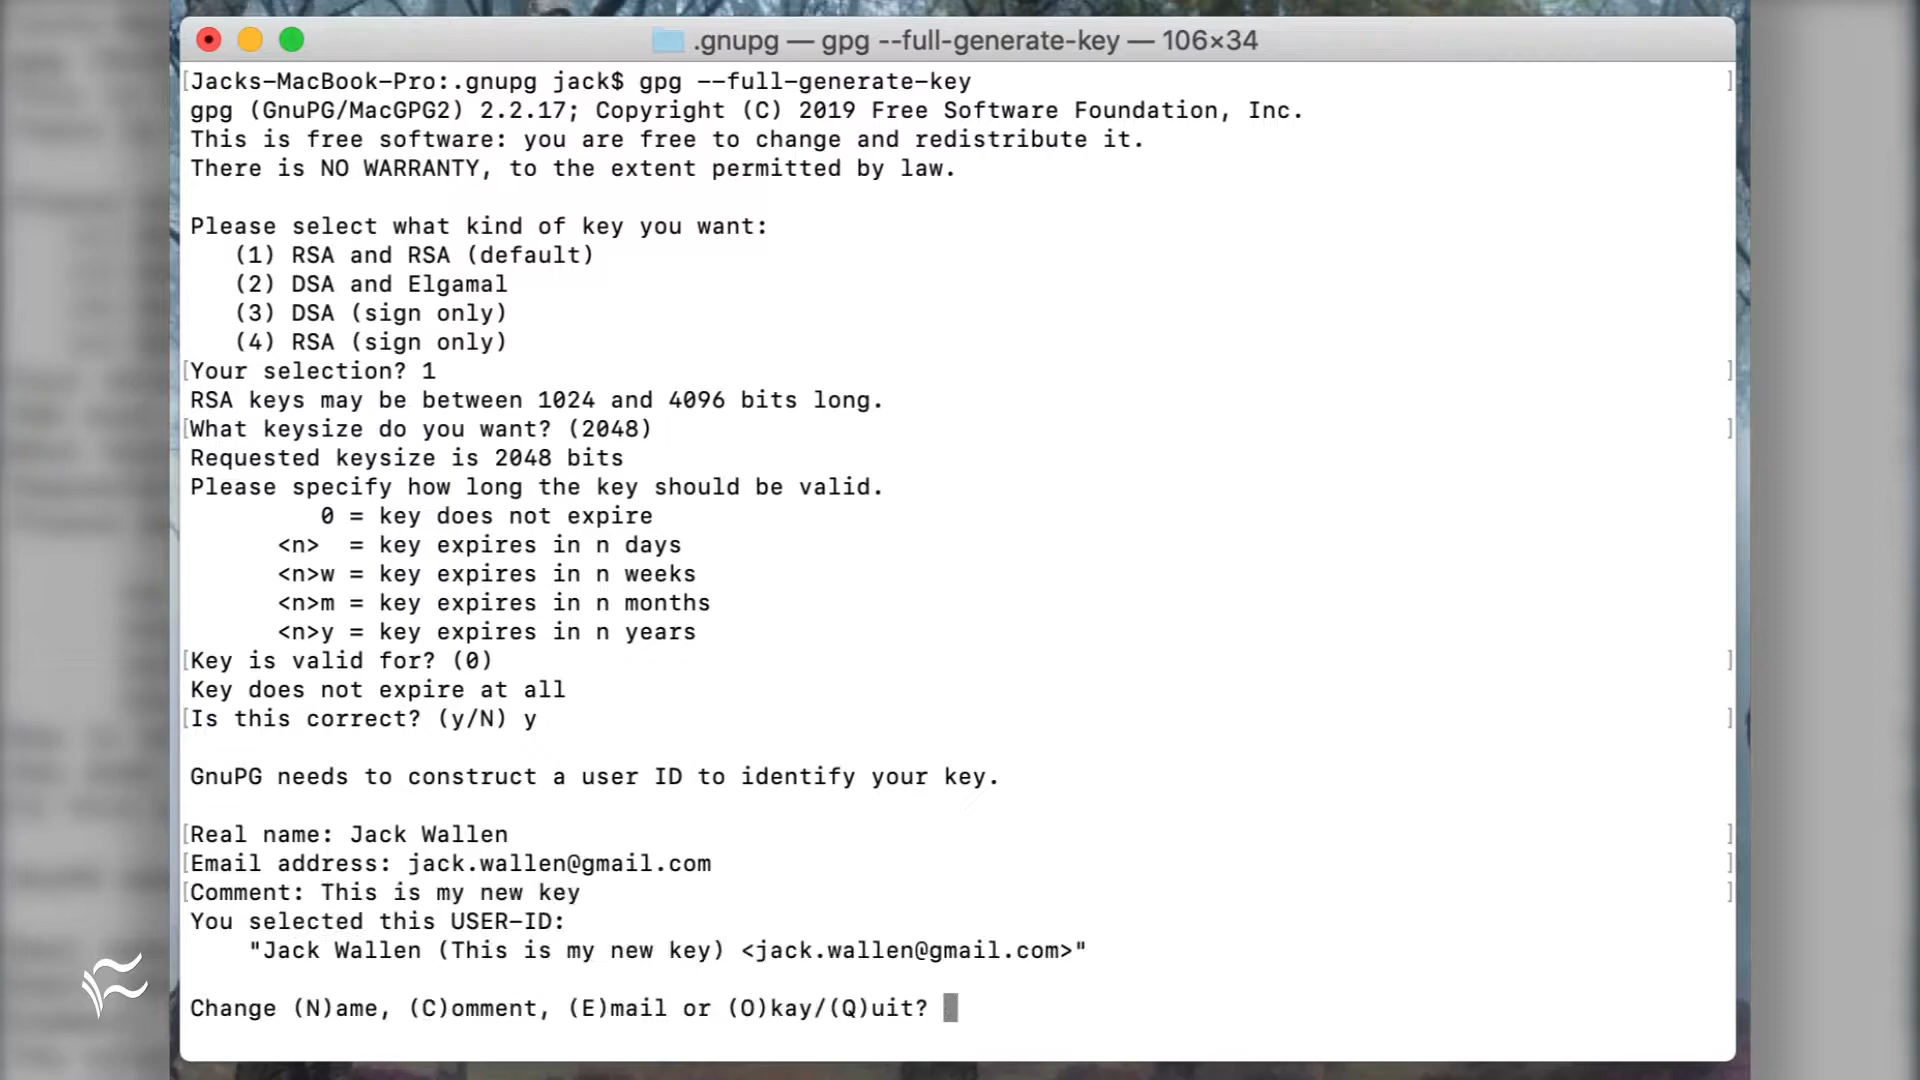 .gnupg — gpg --full-generate-key — 106×34
[Jacks-MacBook-Pro:.gnupg jack$ gpg --full-generate-key ]
gpg (GnuPG/MacGPG2) 2.2.17; Copyright (C) 2019 Free Software Foundation, Inc.
This is free software: you are free to change and redistribute it.
There is NO WARRANTY, to the extent permitted by law.
Please select what kind of key you want:
(1) RSA and RSA (default)
(2) DSA and Elgamal
(3) DSA (sign only)
(4) RSA (sign only)
[Your selection? 1 ]
RSA keys may be between 1024 and 4096 bits long.
[What keysize do you want? (2048) ]
Requested keysize is 2048 bits
Please specify how long the key should be valid.
0 = key does not expire
<n>  = key expires in n days
<n>w = key expires in n weeks
<n>m = key expires in n months
<n>y = key expires in n years
[Key is valid for? (0) ]
Key does not expire at all
[Is this correct? (y/N) y ]
GnuPG needs to construct a user ID to identify your key.
[Real name: Jack Wallen ]
[Email address: jack.wallen@gmail.com ]
[Comment: This is my new key ]
You selected this USER-ID:
"Jack Wallen (This is my new key) <jack.wallen@gmail.com>"
Change (N)ame, (C)omment, (E)mail or (O)kay/(Q)uit?